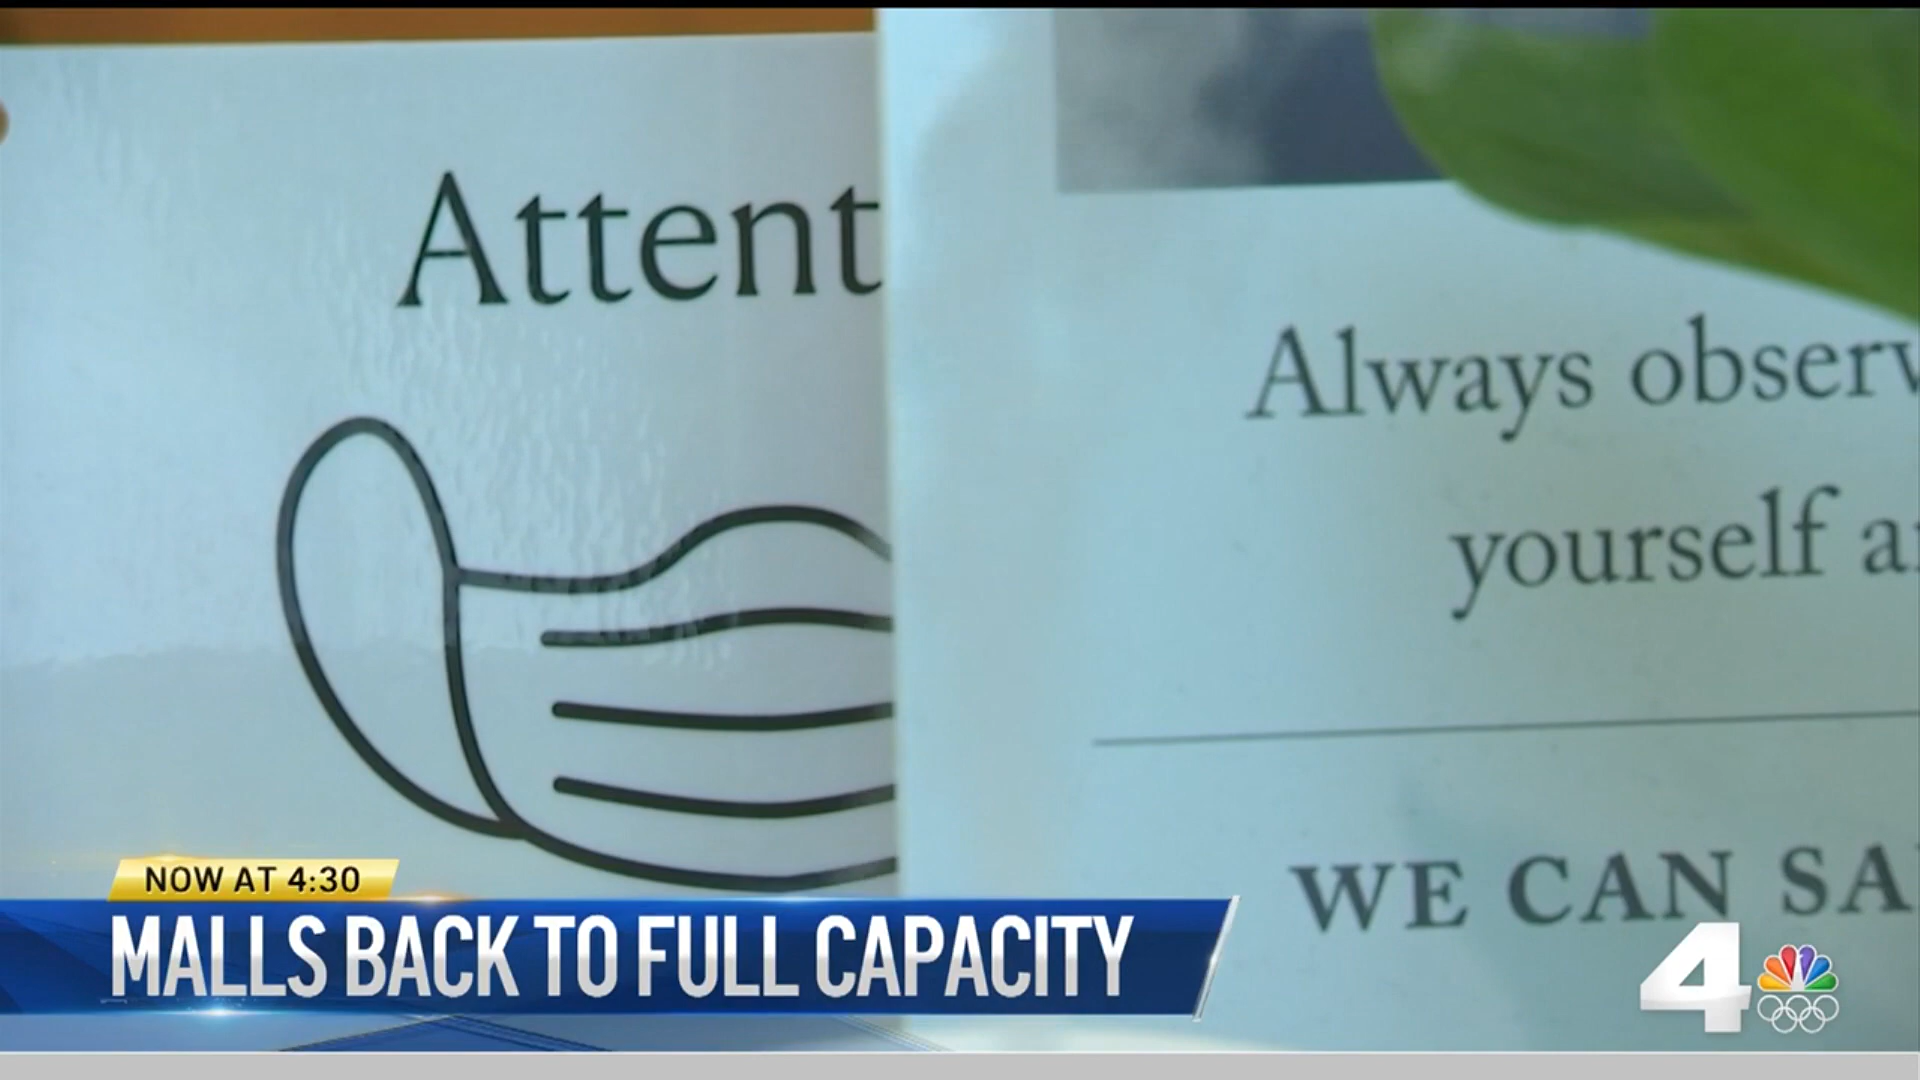 Attent
Always observ
yourself a
WE CAN SA
NOW AT 4:30
MALLS BACK TO FULL CAPACITY
4